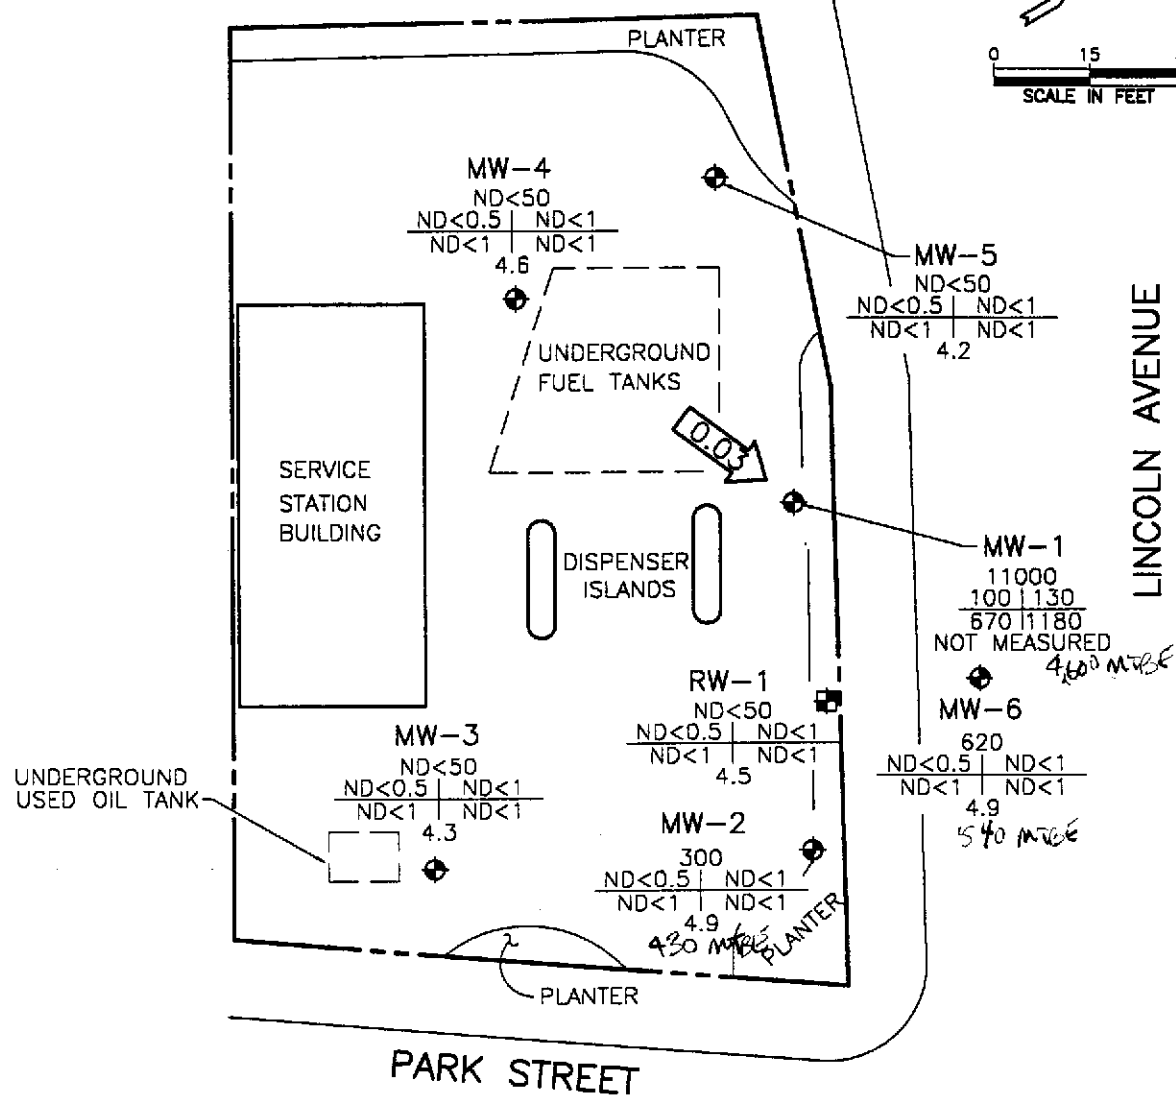 PLANTER
0 15
SCALE IN FEET
MW-4
ND<50
ND<0.5 | ND<1
ND<1 | ND<1
4.6
MW-5
ND<50
ND<0.5 | ND<1
ND<1 | ND<1
4.2
LINCOLN AVENUE
UNDERGROUND
FUEL TANKS
0.03
SERVICE
STATION
BUILDING
DISPENSER
ISLANDS
MW-1
11000
100 | 130
670 | 1180
NOT MEASURED
4,600 MTBE
RW-1
ND<50
ND<0.5 | ND<1
ND<1 | ND<1
4.5
MW-6
620
ND<0.5 | ND<1
ND<1 | ND<1
4.9
540 MTBE
MW-3
ND<50
ND<0.5 | ND<1
ND<1 | ND<1
4.3
UNDERGROUND
USED OIL TANK
MW-2
300
ND<0.5 | ND<1
ND<1 | ND<1
4.9
430 MTBE
PLANTER
PLANTER
PARK STREET